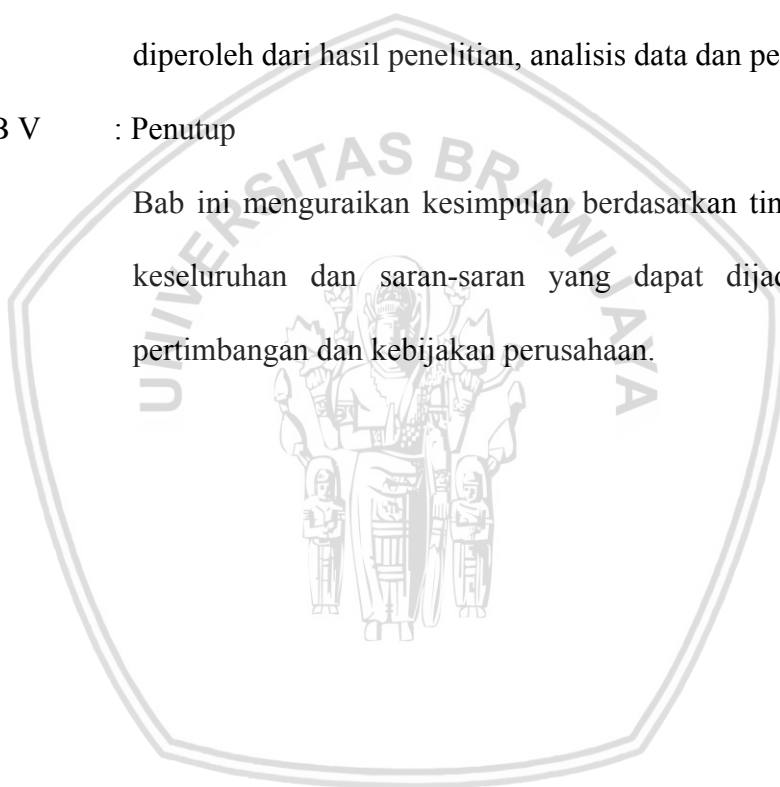 diperoleh dari hasil penelitian, analisis data dan pe
B V : Penutup
UNIVERSITAS BRAWIJAYA
Bab ini menguraikan kesimpulan berdasarkan tin
keseluruhan dan saran-saran yang dapat dijad
pertimbangan dan kebijakan perusahaan.